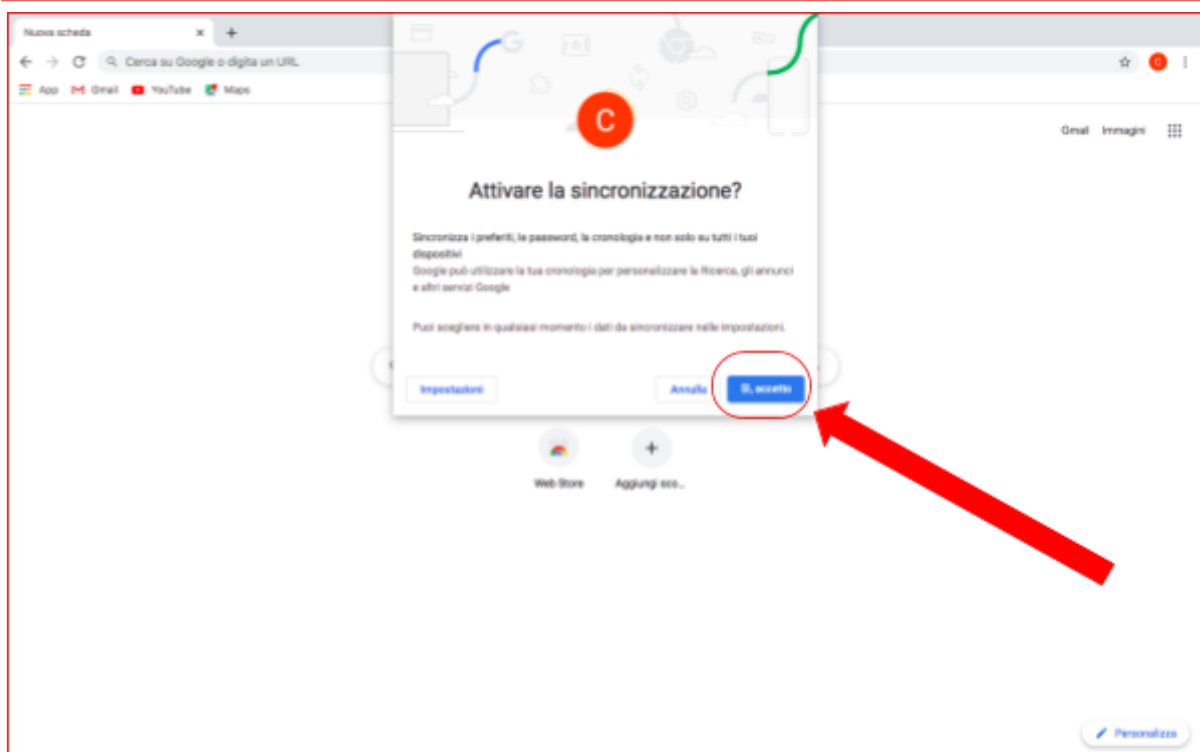 Nuova scheda
Cerca su Google o digita un URL
App Gmail YouTube Maps
Gmail Immagini
C
Attivare la sincronizzazione?
Sincronizza i preferiti, le password, la cronologia e non solo su tutti i tuoi
dispositivi
Google può utilizzare la tua cronologia per personalizzare la Ricerca, gli annunci
e altri servizi Google
Puoi scegliere in qualsiasi momento i dati da sincronizzare nelle impostazioni.
Impostazioni Annulla Sì, accetto
Web Store Aggiungi sco...
Personalizza